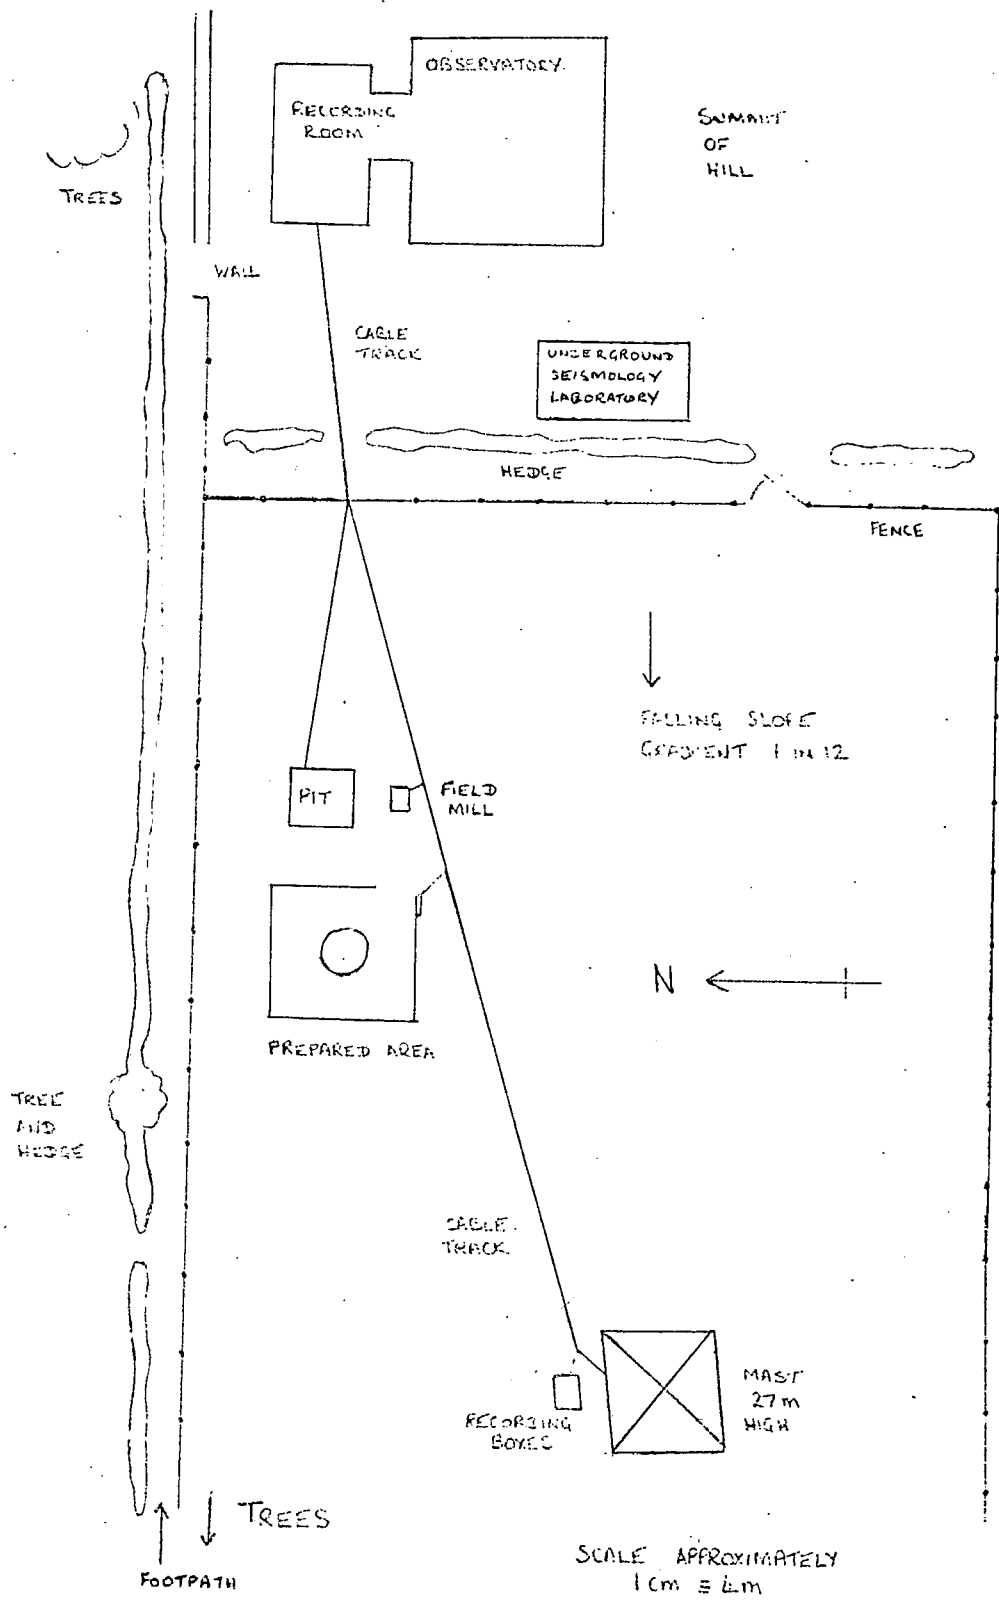 OBSERVATORY.
RECORDING
ROOM
SUMMIT
OF
HILL
TREES
WALL
CABLE
TRACK
UNDERGROUND
SEISMOLOGY
LABORATORY
HEDGE
FENCE
FALLING SLOPE
GRADIENT 1 IN 12
PIT
FIELD
MILL
N
PREPARED AREA
TREE
AND
HEDGE
CABLE
TRACK
MAST
27m
HIGH
RECORDING
BOXES
TREES
FOOTPATH
SCALE APPROXIMATELY
1 cm ≡ 4m